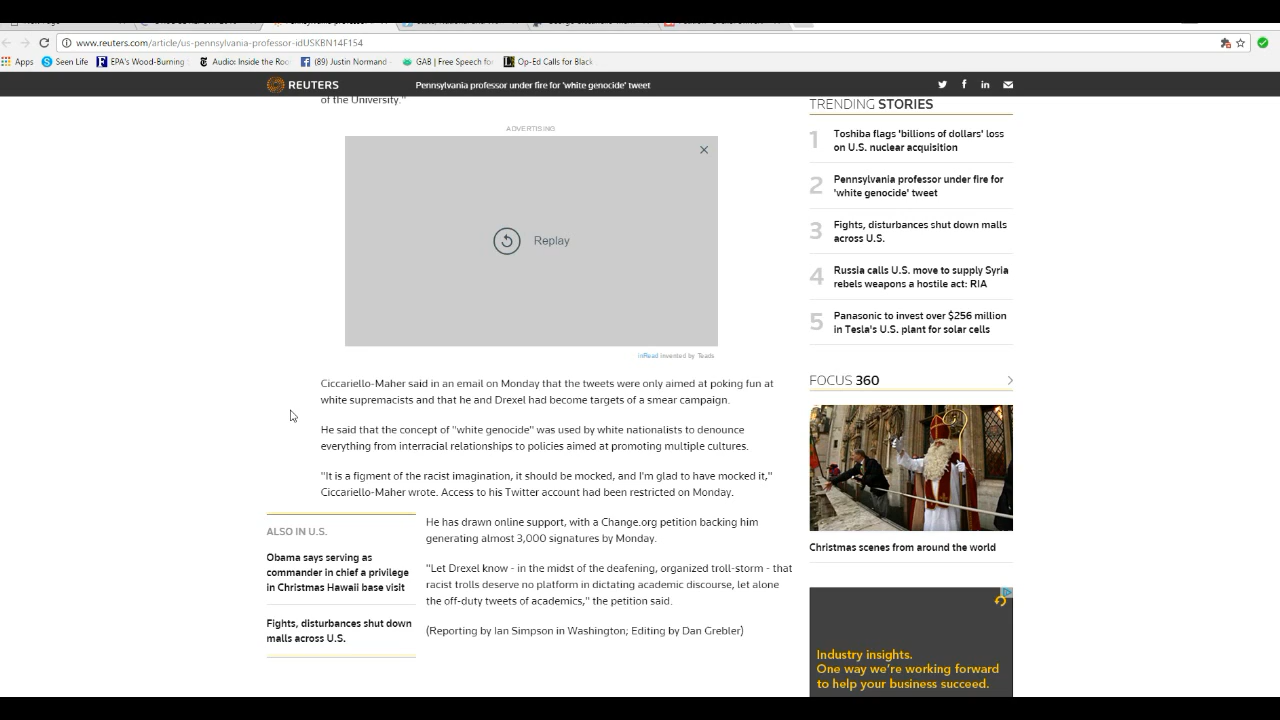 www.reuters.com/article/us-pennsylvania-professor-idUSKBN14F154
Apps
Seen Life
EPA's Wood-Burning
Audio: Inside the Roo
(89) Justin Normand
GAB | Free Speech fo
Op-Ed Calls for Black
REUTERS
Pennsylvania professor under fire for 'white genocide' tweet
of the University."
ADVERTISING
Replay
inRead invented by Teads
Ciccariello-Maher said in an email on Monday that the tweets were only aimed at poking fun at
white supremacists and that he and Drexel had become targets of a smear campaign.
He said that the concept of "white genocide" was used by white nationalists to denounce
everything from interracial relationships to policies aimed at promoting multiple cultures.
"It is a figment of the racist imagination, it should be mocked, and I'm glad to have mocked it,"
Ciccariello-Maher wrote. Access to his Twitter account had been restricted on Monday.
He has drawn online support, with a Change.org petition backing him
generating almost 3,000 signatures by Monday.
"Let Drexel know - in the midst of the deafening, organized troll-storm - that
racist trolls deserve no platform in dictating academic discourse, let alone
the off-duty tweets of academics," the petition said.
(Reporting by Ian Simpson in Washington; Editing by Dan Grebler)
ALSO IN U.S.
Obama says serving as
commander in chief a privilege
in Christmas Hawaii base visit
Fights, disturbances shut down
malls across U.S.
TRENDING STORIES
1
Toshiba flags 'billions of dollars' loss
on U.S. nuclear acquisition
2
Pennsylvania professor under fire for
'white genocide' tweet
3
Fights, disturbances shut down malls
across U.S.
4
Russia calls U.S. move to supply Syria
rebels weapons a hostile act: RIA
5
Panasonic to invest over $256 million
in Tesla's U.S. plant for solar cells
FOCUS 360
Christmas scenes from around the world
Industry insights.
One way we're working forward
to help your business succeed.